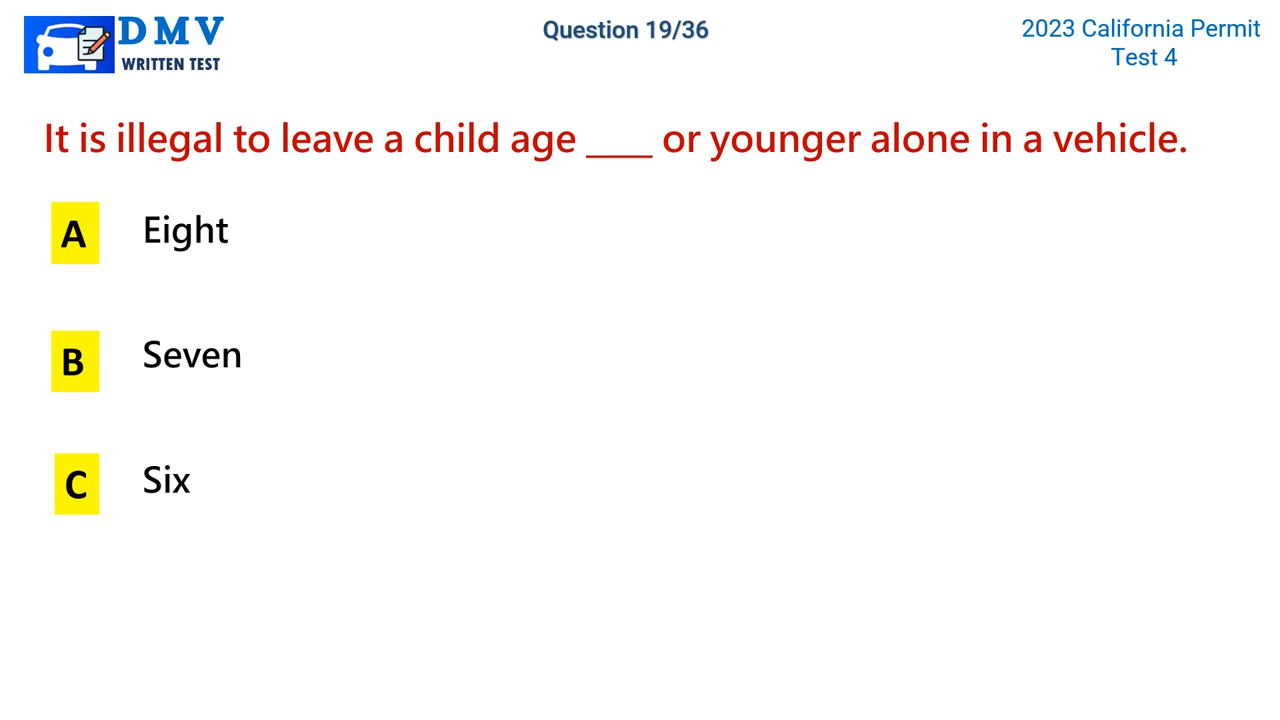 DMV
WRITTEN TEST
Question 19/36
2023 California Permit
Test 4
It is illegal to leave a child age ____ or younger alone in a vehicle.
A Eight
B Seven
C Six